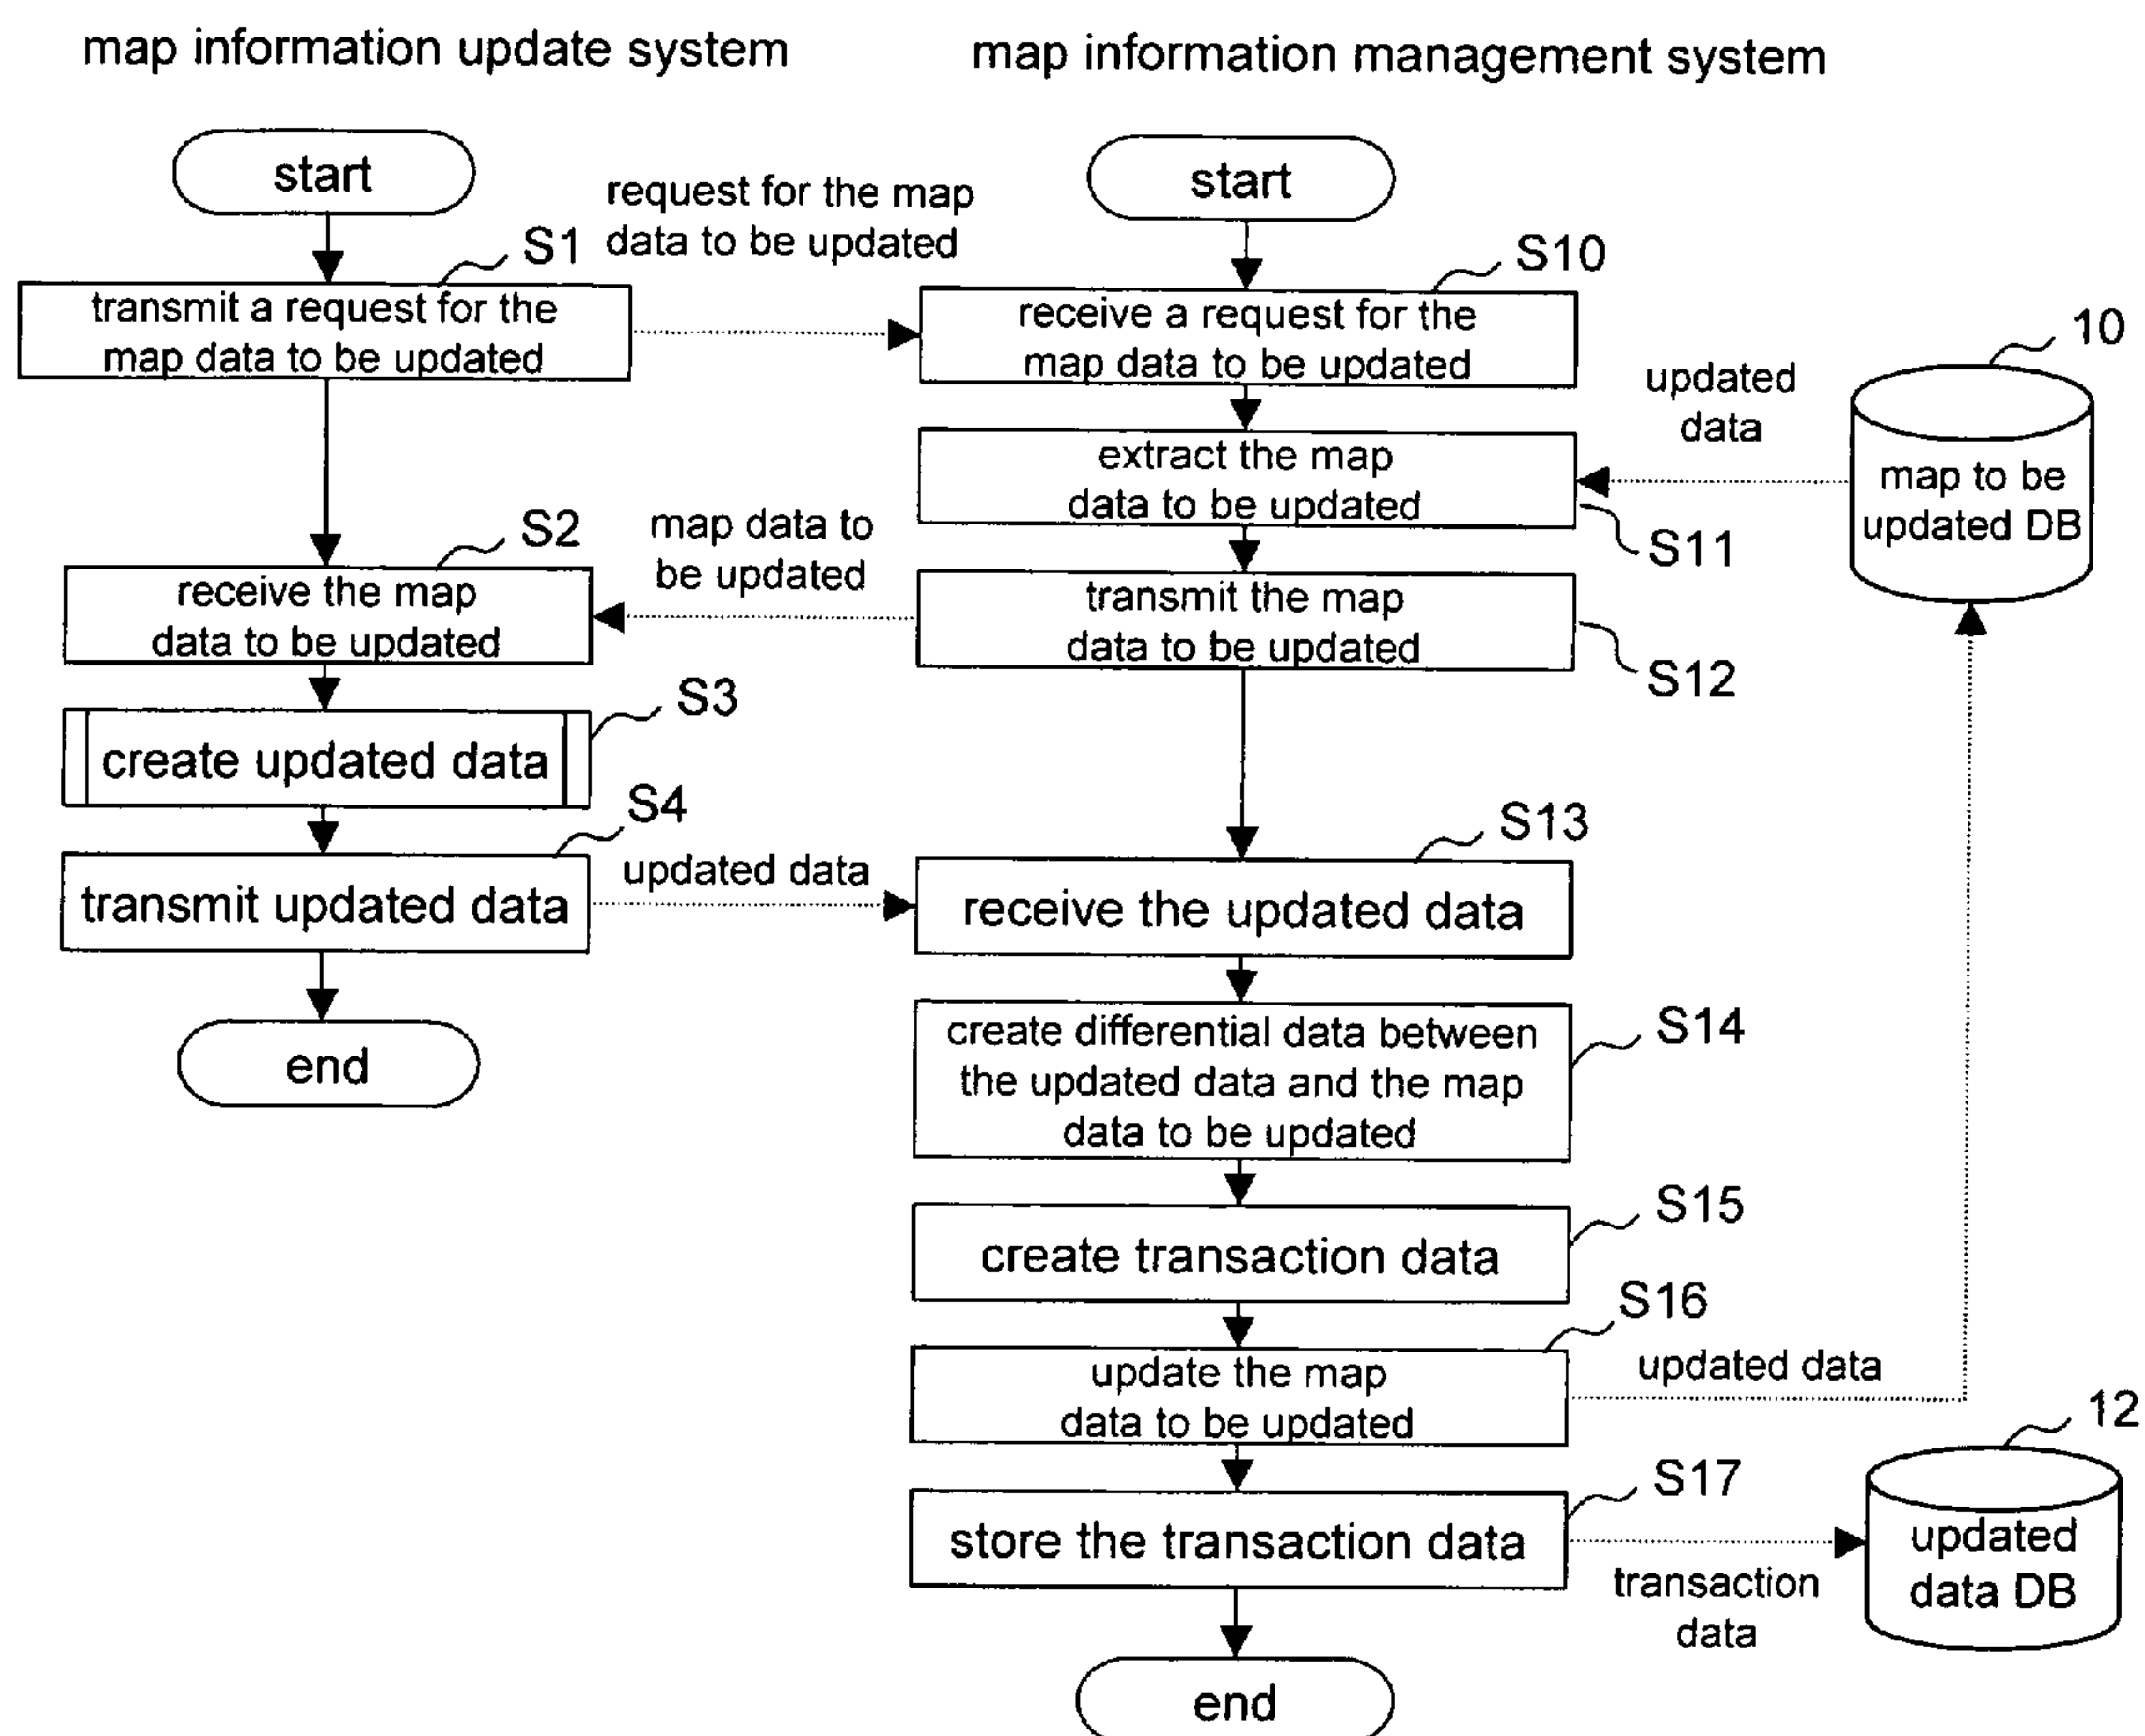 map information update system
map information management system
start
start
request for the map
data to be updated
S1
S10
transmit a request for the
map data to be updated
receive a request for the
map data to be updated
10
updated
data
extract the map
data to be updated
map to be
updated DB
S11
S2
map data to
be updated
receive the map
data to be updated
transmit the map
data to be updated
S12
S3
create updated data
S4
S13
transmit updated data
updated data
receive the updated data
end
create differential data between
the updated data and the map
data to be updated
S14
S15
create transaction data
S16
update the map
data to be updated
updated data
12
S17
store the transaction data
transaction
data
updated
data DB
end